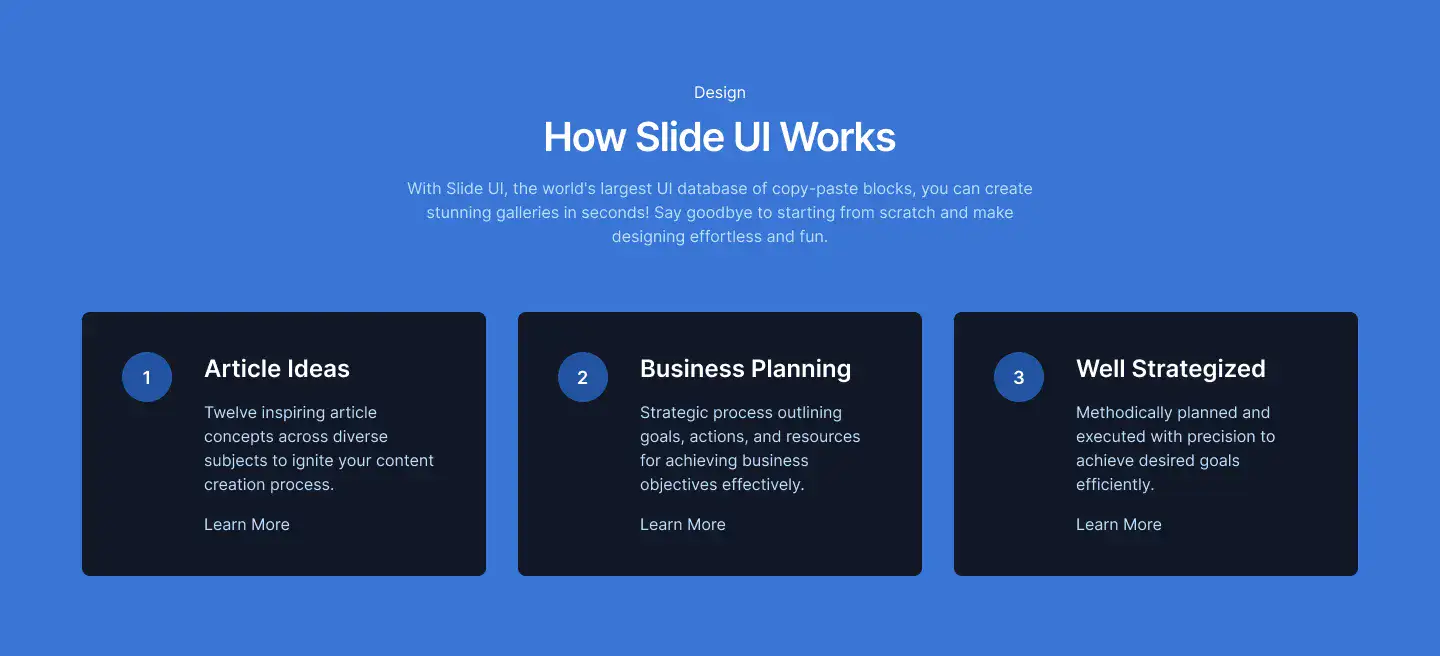 Design
How Slide UI Works
With Slide UI, the world's largest UI database of copy-paste blocks, you can create
stunning galleries in seconds! Say goodbye to starting from scratch and make
designing effortless and fun.
1
Article Ideas
Twelve inspiring article
concepts across diverse
subjects to ignite your content
creation process.
Learn More
2
Business Planning
Strategic process outlining
goals, actions, and resources
for achieving business
objectives effectively.
Learn More
3
Well Strategized
Methodically planned and
executed with precision to
achieve desired goals
efficiently.
Learn More